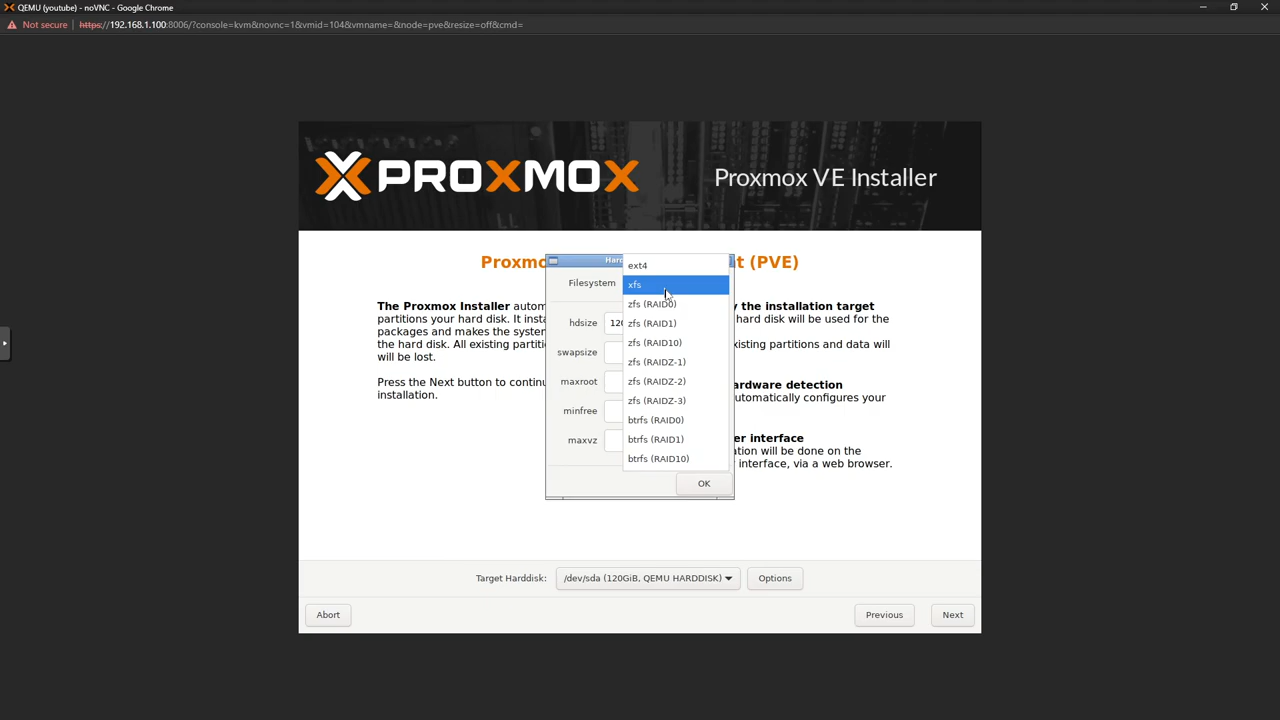 QEMU (youtube) - noVNC - Google Chrome
Not secure https://192.168.1.100:8006/?console=kvm&novnc=1&vmid=104&vmname=&node=pve&resize=off&cmd=
PROXMOX
Proxmox VE Installer
Proxmo
t (PVE)
Hard
Filesystem
ext4
xfs
zfs (RAID0)
zfs (RAID1)
zfs (RAID10)
zfs (RAIDZ-1)
zfs (RAIDZ-2)
zfs (RAIDZ-3)
btrfs (RAID0)
btrfs (RAID1)
btrfs (RAID10)
hdsize 120
swapsize
maxroot
minfree
maxvz
OK
The Proxmox Installer autom
partitions your hard disk. It insta
packages and makes the system
the hard disk. All existing partiti
will be lost.
Press the Next button to continu
installation.
y the installation target
hard disk will be used for the
xisting partitions and data will
ardware detection
utomatically configures your
er interface
ation will be done on the
interface, via a web browser.
Target Harddisk: /dev/sda (120GiB, QEMU HARDDISK) Options
Abort Previous Next